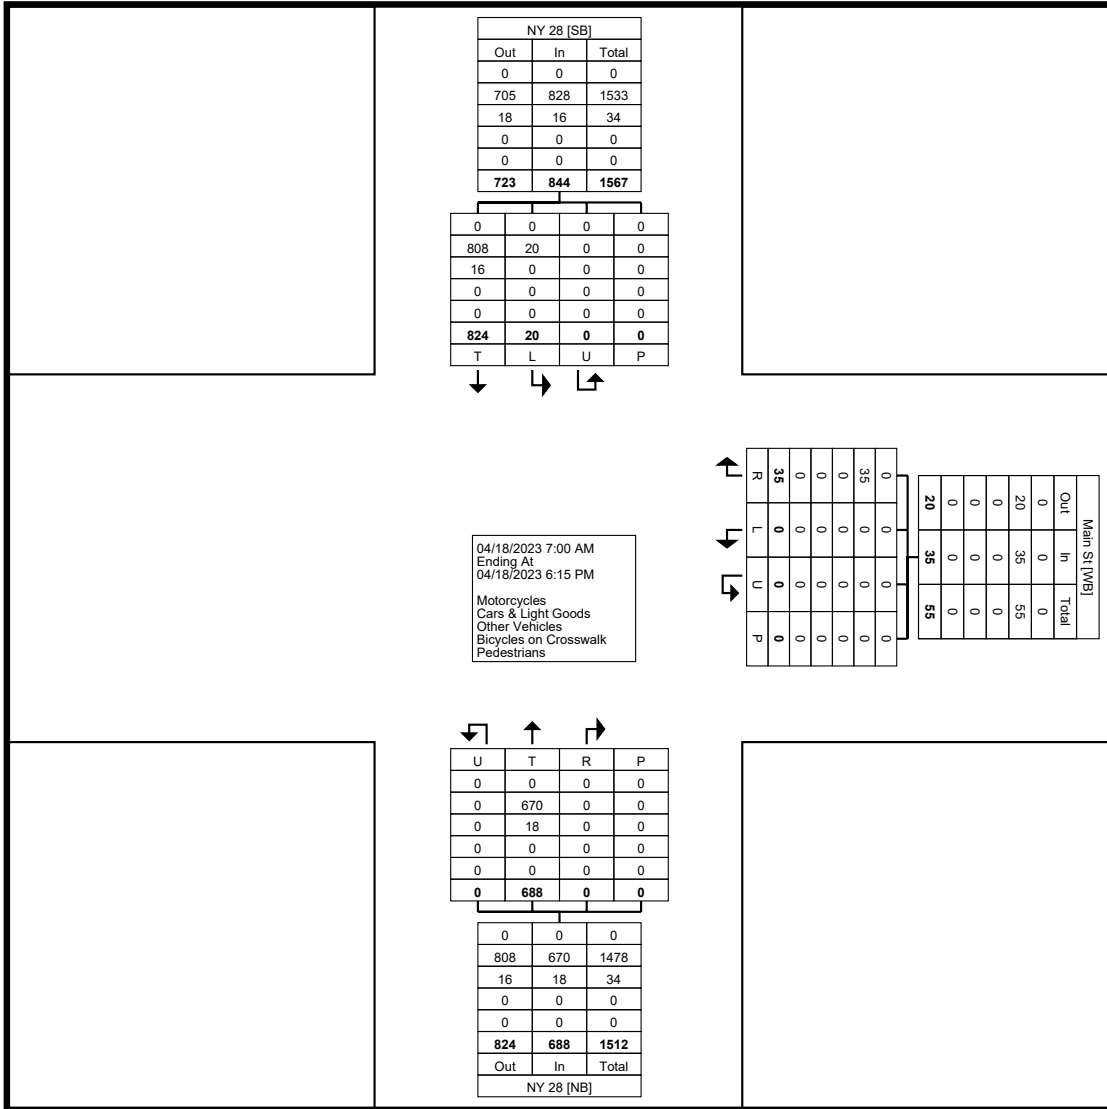 NY 28 [SB]
Out In Total
0 0 0
705 828 1533
18 16 34
0 0 0
0 0 0
723 844 1567
0 0 0 0
808 20 0 0
16 0 0 0
0 0 0 0
0 0 0 0
824 20 0 0
T L U P
Main St [WB]
Out In Total
0 0 0
20 35 55
0 0 0
0 0 0
0 0 0
20 35 55
0 0 0 0
35 0 0 0
0 0 0 0
0 0 0 0
0 0 0 0
35 0 0 0
R L U P
04/18/2023 7:00 AM
Ending At
04/18/2023 6:15 PM
Motorcycles
Cars & Light Goods
Other Vehicles
Bicycles on Crosswalk
Pedestrians
U T R P
0 0 0 0
0 670 0 0
0 18 0 0
0 0 0 0
0 0 0 0
0 688 0 0
0 0 0
808 670 1478
16 18 34
0 0 0
0 0 0
824 688 1512
Out In Total
NY 28 [NB]